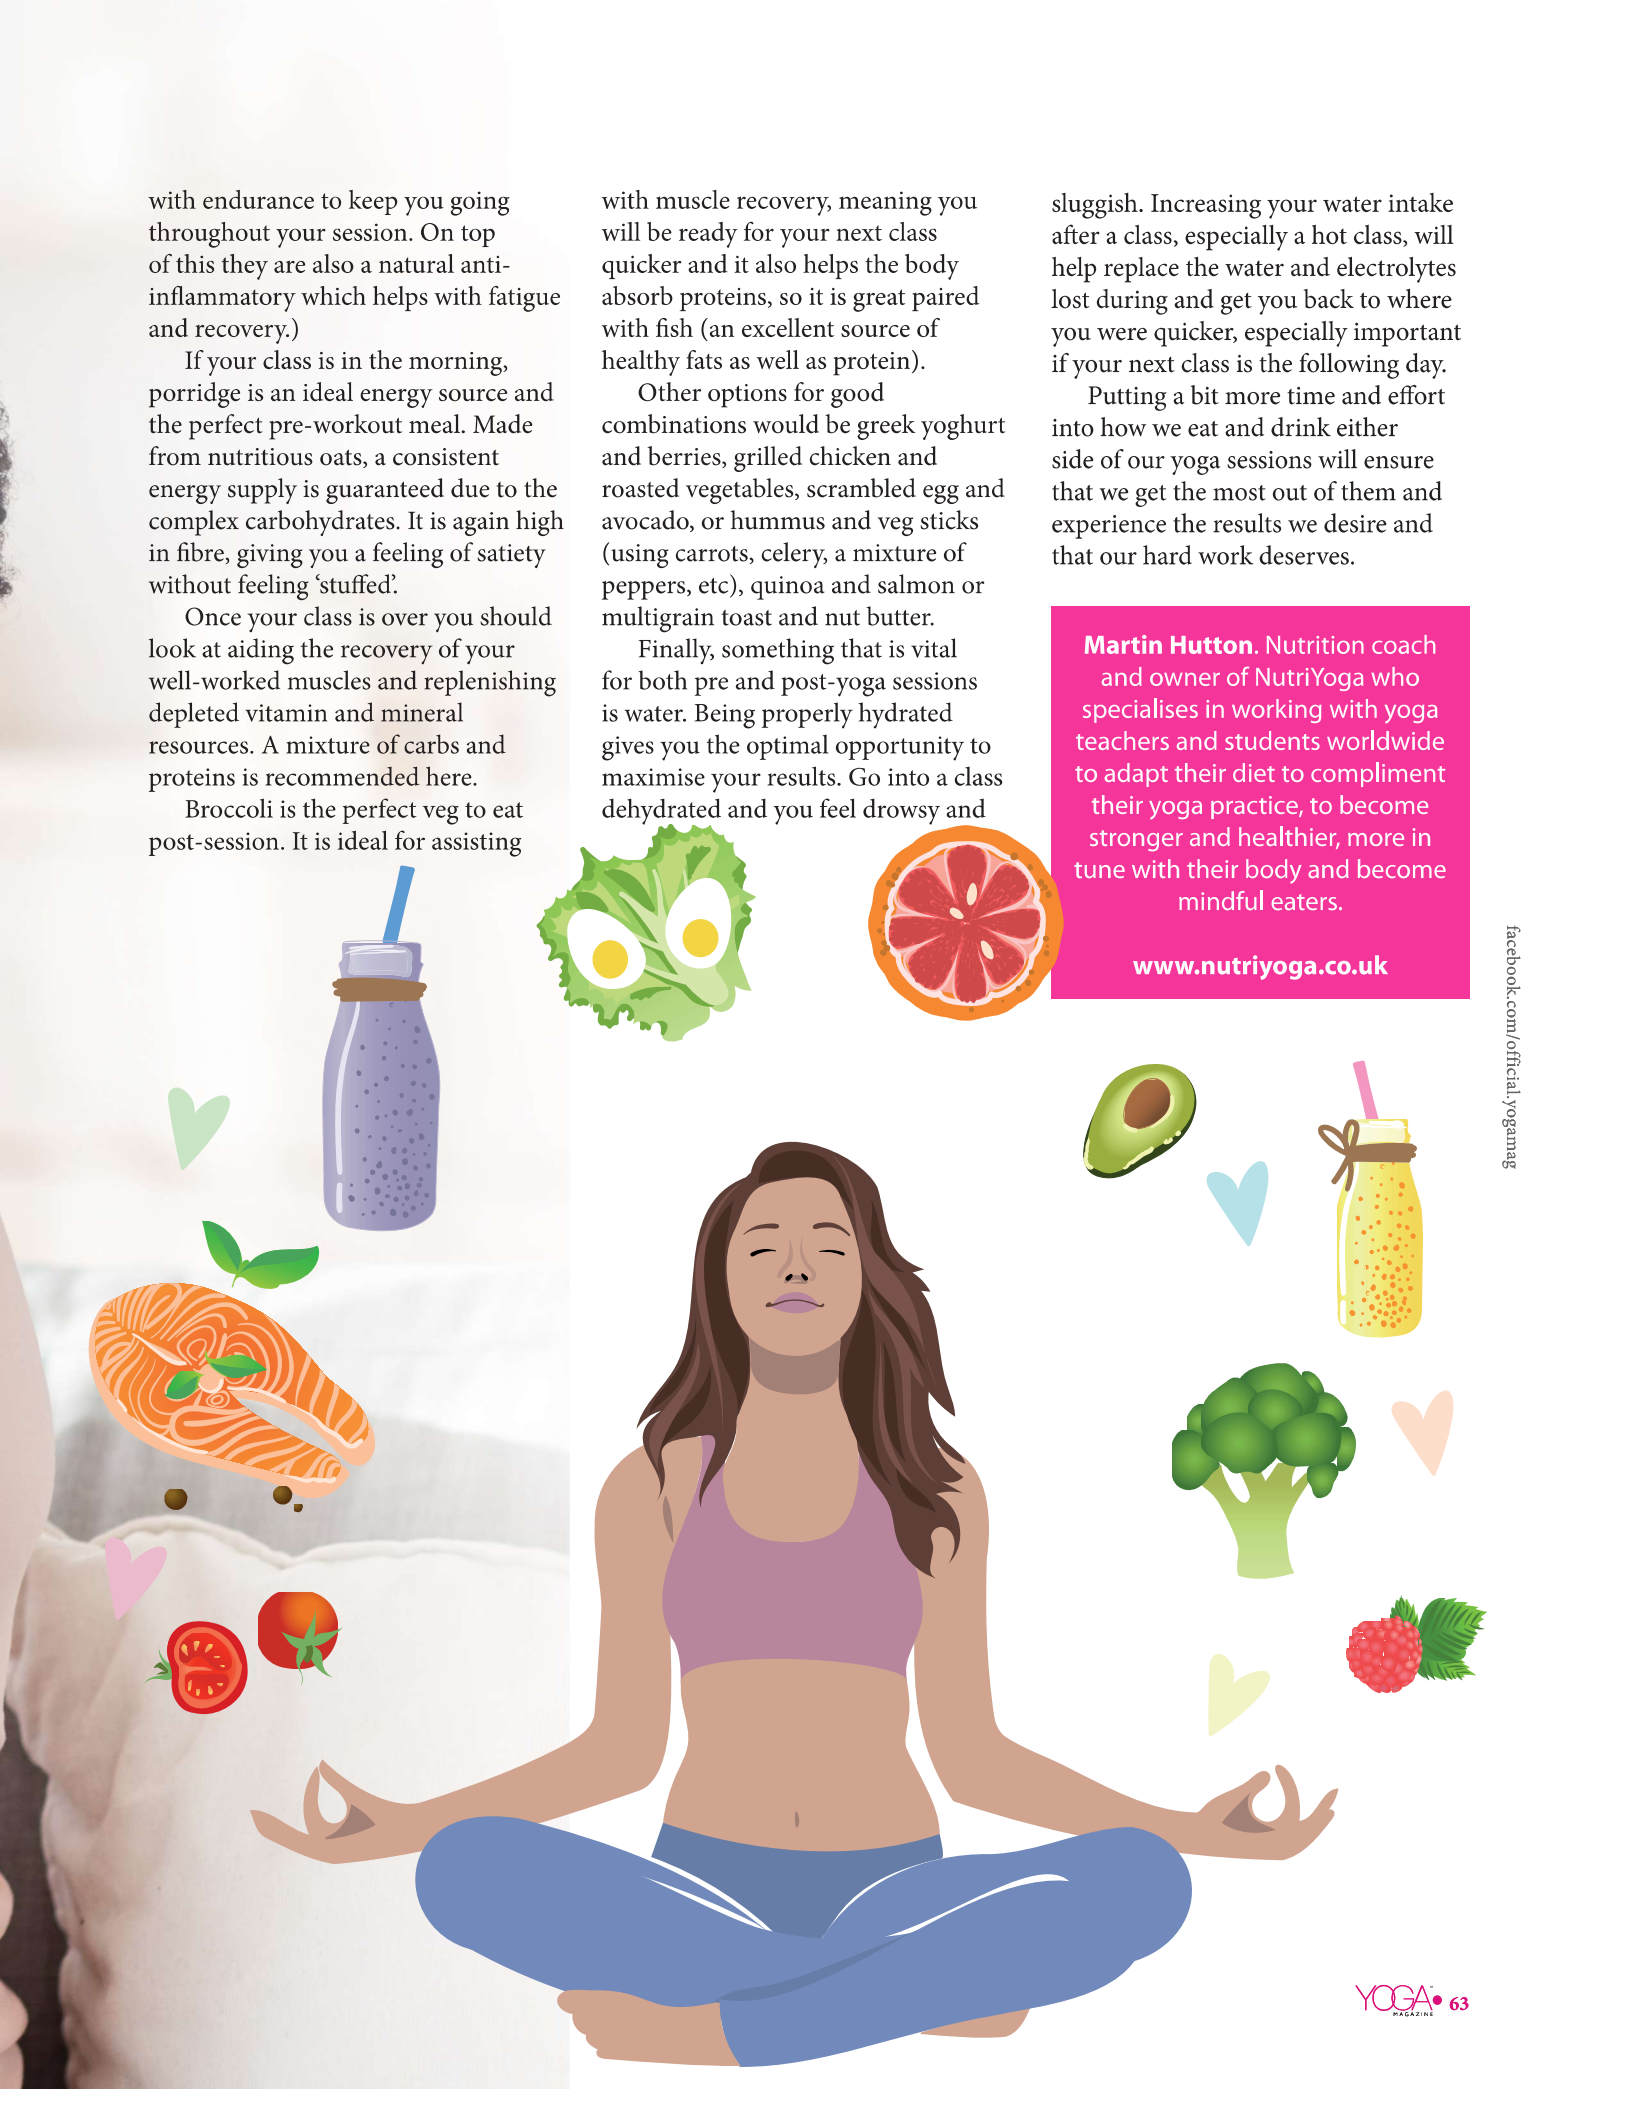 with endurance to keep you going
throughout your session. On top
of this they are also a natural anti-
inflammatory which helps with fatigue
and recovery.)
If your class is in the morning,
porridge is an ideal energy source and
the perfect pre-workout meal. Made
from nutritious oats, a consistent
energy supply is guaranteed due to the
complex carbohydrates. It is again high
in fibre, giving you a feeling of satiety
without feeling ‘stuffed’.
Once your class is over you should
look at aiding the recovery of your
well-worked muscles and replenishing
depleted vitamin and mineral
resources. A mixture of carbs and
proteins is recommended here.
Broccoli is the perfect veg to eat
post-session. It is ideal for assisting
with muscle recovery, meaning you
will be ready for your next class
quicker and it also helps the body
absorb proteins, so it is great paired
with fish (an excellent source of
healthy fats as well as protein).
Other options for good
combinations would be greek yoghurt
and berries, grilled chicken and
roasted vegetables, scrambled egg and
avocado, or hummus and veg sticks
(using carrots, celery, a mixture of
peppers, etc), quinoa and salmon or
multigrain toast and nut butter.
Finally, something that is vital
for both pre and post-yoga sessions
is water. Being properly hydrated
gives you the optimal opportunity to
maximise your results. Go into a class
dehydrated and you feel drowsy and
sluggish. Increasing your water intake
after a class, especially a hot class, will
help replace the water and electrolytes
lost during and get you back to where
you were quicker, especially important
if your next class is the following day.
Putting a bit more time and effort
into how we eat and drink either
side of our yoga sessions will ensure
that we get the most out of them and
experience the results we desire and
that our hard work deserves.
Martin Hutton. Nutrition coach
and owner of NutriYoga who
specialises in working with yoga
teachers and students worldwide
to adapt their diet to compliment
their yoga practice, to become
stronger and healthier, more in
tune with their body and become
mindful eaters.
www.nutriyoga.co.uk
facebook.com/official.yogamag
YOGA MAGAZINE 63